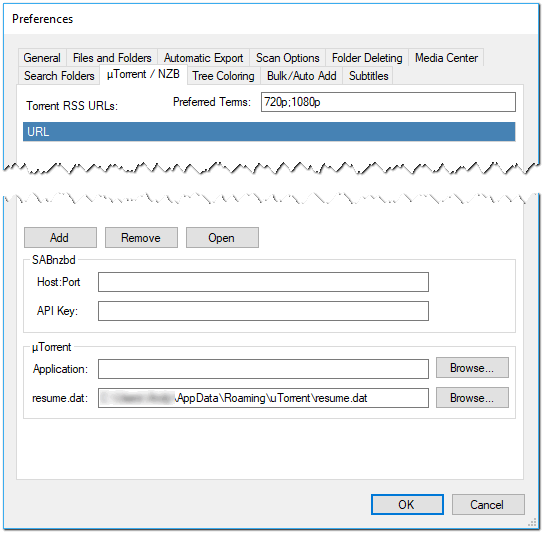 Preferences
General Files and Folders Automatic Export Scan Options Folder Deleting Media Center
Search Folders µTorrent / NZB Tree Coloring Bulk/Auto Add Subtitles
Torrent RSS URLs: Preferred Terms: 720p;1080p
URL
Add Remove Open
SABnzbd
Host:Port
API Key:
µTorrent
Application: Browse...
resume.dat: \AppData\Roaming\uTorrent\resume.dat Browse...
OK Cancel